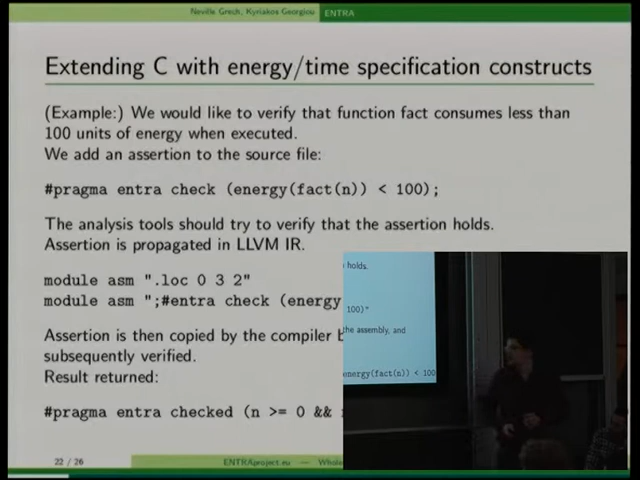 Neville Grech, Kyriakos Georgiou ENTRA
Extending C with energy/time specification constructs
(Example:) We would like to verify that function fact consumes less than
100 units of energy when executed.
We add an assertion to the source file:
#pragma entra check (energy(fact(n)) < 100);
The analysis tools should try to verify that the assertion holds.
Assertion is propagated in LLVM IR.
module asm ".loc 0 3 2"
module asm ";#entra check (energy
Assertion is then copied by the compiler
subsequently verified.
Result returned:
#pragma entra checked (n >= 0 &&
22 / 26
ENTRAproject.eu — Whole
holds.
100)"
the assembly, and
energy(fact(n)) < 100